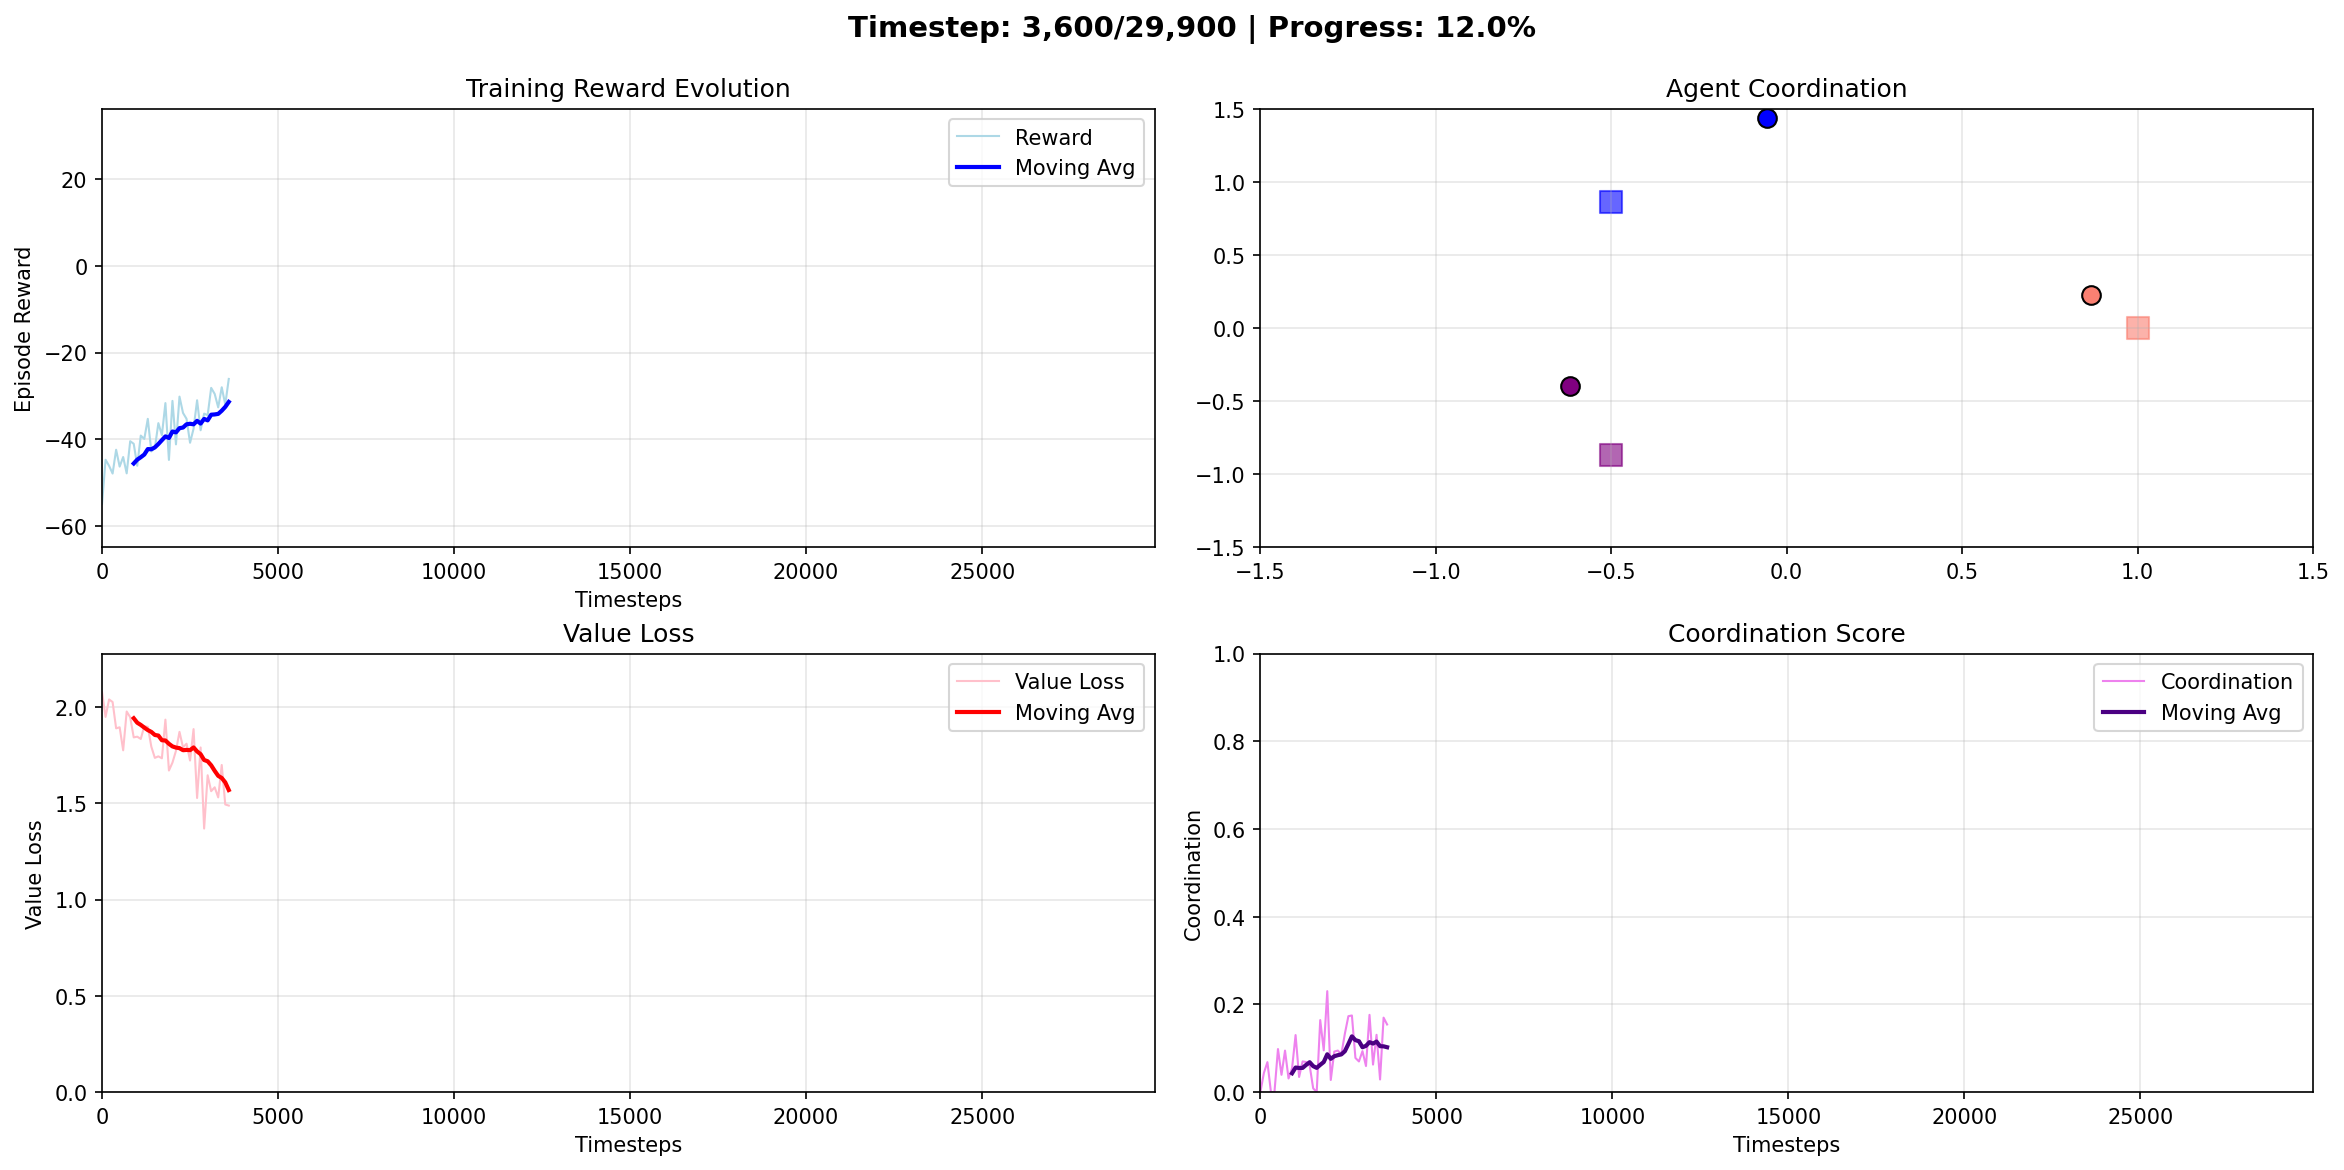 Timestep: 3,600/29,900 | Progress: 12.0%
Training Reward Evolution
Reward
Moving Avg
Episode Reward
20
0
−20
−40
−60
0
5000
10000
15000
20000
25000
Timesteps
Agent Coordination
1.5
1.0
0.5
0.0
−0.5
−1.0
−1.5
−1.5
−1.0
−0.5
0.0
0.5
1.0
1.5
Value Loss
Value Loss
Moving Avg
Value Loss
2.0
1.5
1.0
0.5
0.0
0
5000
10000
15000
20000
25000
Timesteps
Coordination Score
Coordination
Moving Avg
Coordination
1.0
0.8
0.6
0.4
0.2
0.0
0
5000
10000
15000
20000
25000
Timesteps